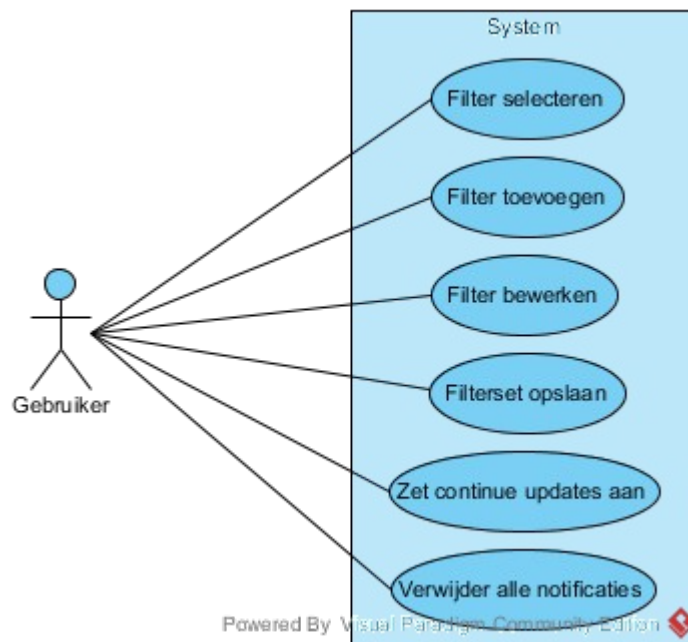 System
Filter selecteren
Filter toevoegen
Filter bewerken
Filterset opslaan
Gebruiker
Zet continue updates aan
Verwijder alle notificaties
Powered By Visual Paradigm Community Edition